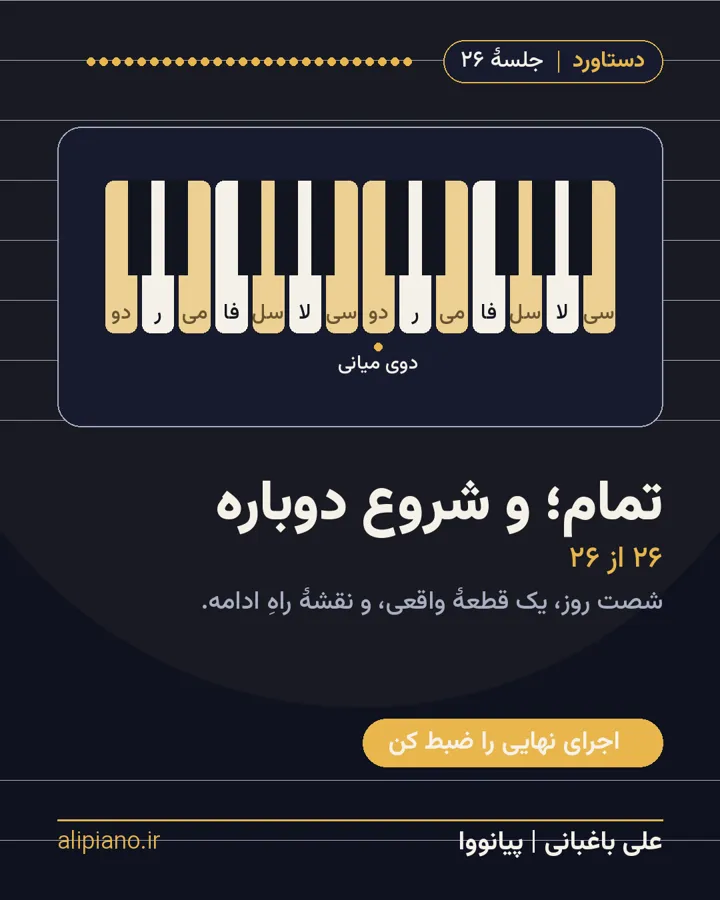 دستاورد | جلسهٔ ۲۶
دو ر می فا سل لا سی دو ر می فا سل لا سی
دوی میانی
تمام؛ و شروع دوباره
۲۶ از ۲۶
شصت روز، یک قطعهٔ واقعی، و نقشهٔ راهِ ادامه.
اجرای نهایی را ضبط کن
علی باغبانی | پیانووا
alipiano.ir